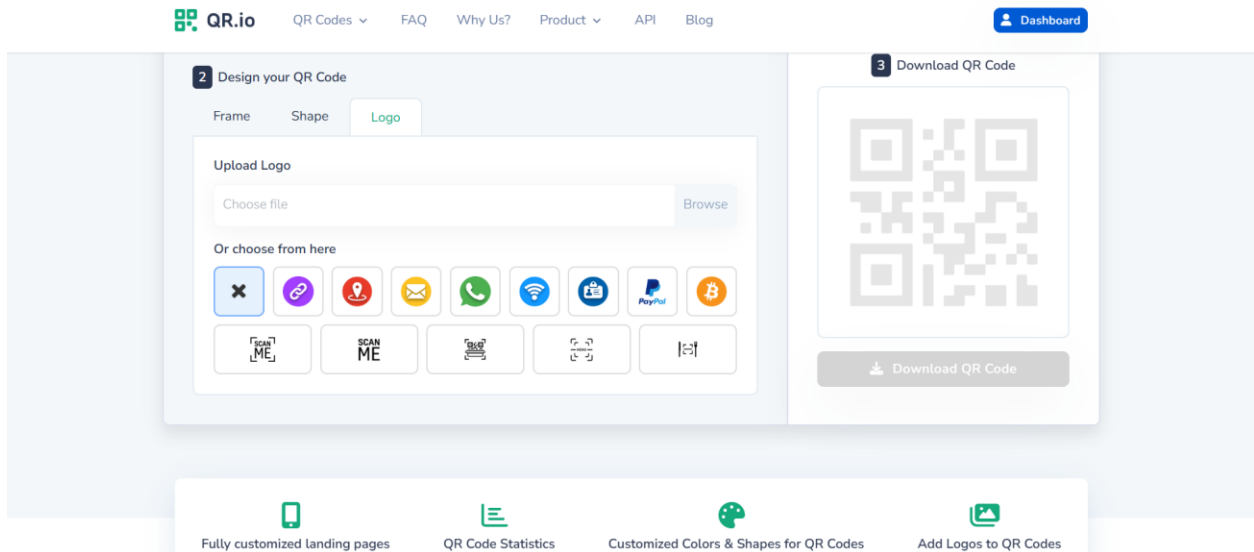 QR.io QR Codes FAQ Why Us? Product API Blog Dashboard
2 Design your QR Code
3 Download QR Code
Frame Shape Logo
Upload Logo
Choose file Browse
Or choose from here
PayPal
SCAN
ME
SCAN
ME
Download QR Code
Fully customized landing pages QR Code Statistics Customized Colors & Shapes for QR Codes Add Logos to QR Codes